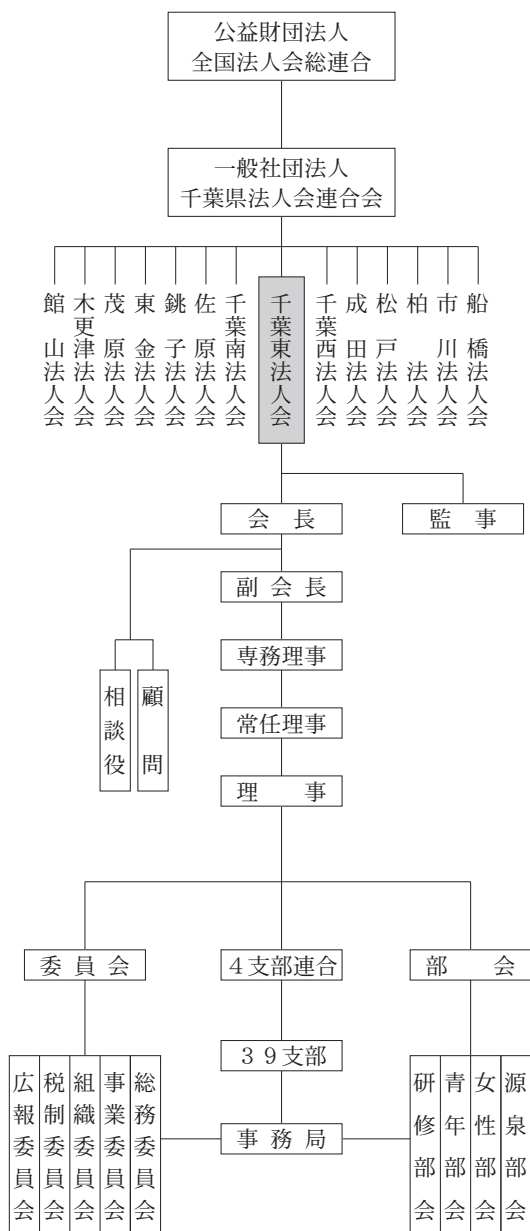 公益財団法人
全国法人会総連合
一般社団法人
千葉県法人会連合会
船橋法人会
市川法人会
柏法人会
松戸法人会
成田法人会
千葉西法人会
千葉東法人会
千葉南法人会
佐原法人会
銚子法人会
東金法人会
茂原法人会
木更津法人会
館山法人会
会長
監事
副会長
専務理事
顧問
相談役
常任理事
理事
委員会
4支部連合
部会
39支部
事務局
総務委員会
事業委員会
組織委員会
税制委員会
広報委員会
源泉部会
女性部会
青年部会
研修部会